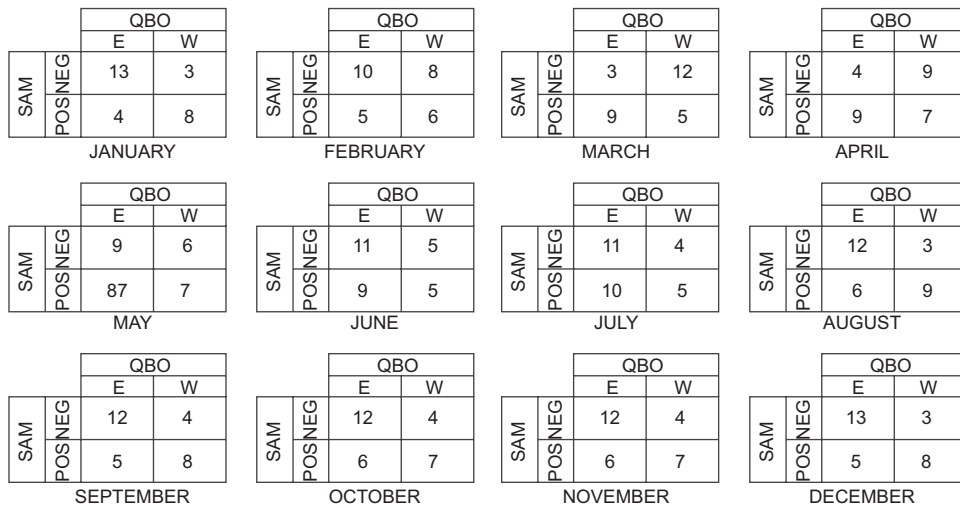 QBO QBO QBO QBO
E W E W E W E W
SAM NEG 13 3 SAM NEG 10 8 SAM NEG 3 12 SAM NEG 4 9
POS 4 8 POS 5 6 POS 9 5 POS 9 7
JANUARY FEBRUARY MARCH APRIL
QBO QBO QBO QBO
E W E W E W E W
SAM NEG 9 6 SAM NEG 11 5 SAM NEG 11 4 SAM NEG 12 3
POS 87 7 POS 9 5 POS 10 5 POS 6 9
MAY JUNE JULY AUGUST
QBO QBO QBO QBO
E W E W E W E W
SAM NEG 12 4 SAM NEG 12 4 SAM NEG 12 4 SAM NEG 13 3
POS 5 8 POS 6 7 POS 6 7 POS 5 8
SEPTEMBER OCTOBER NOVEMBER DECEMBER